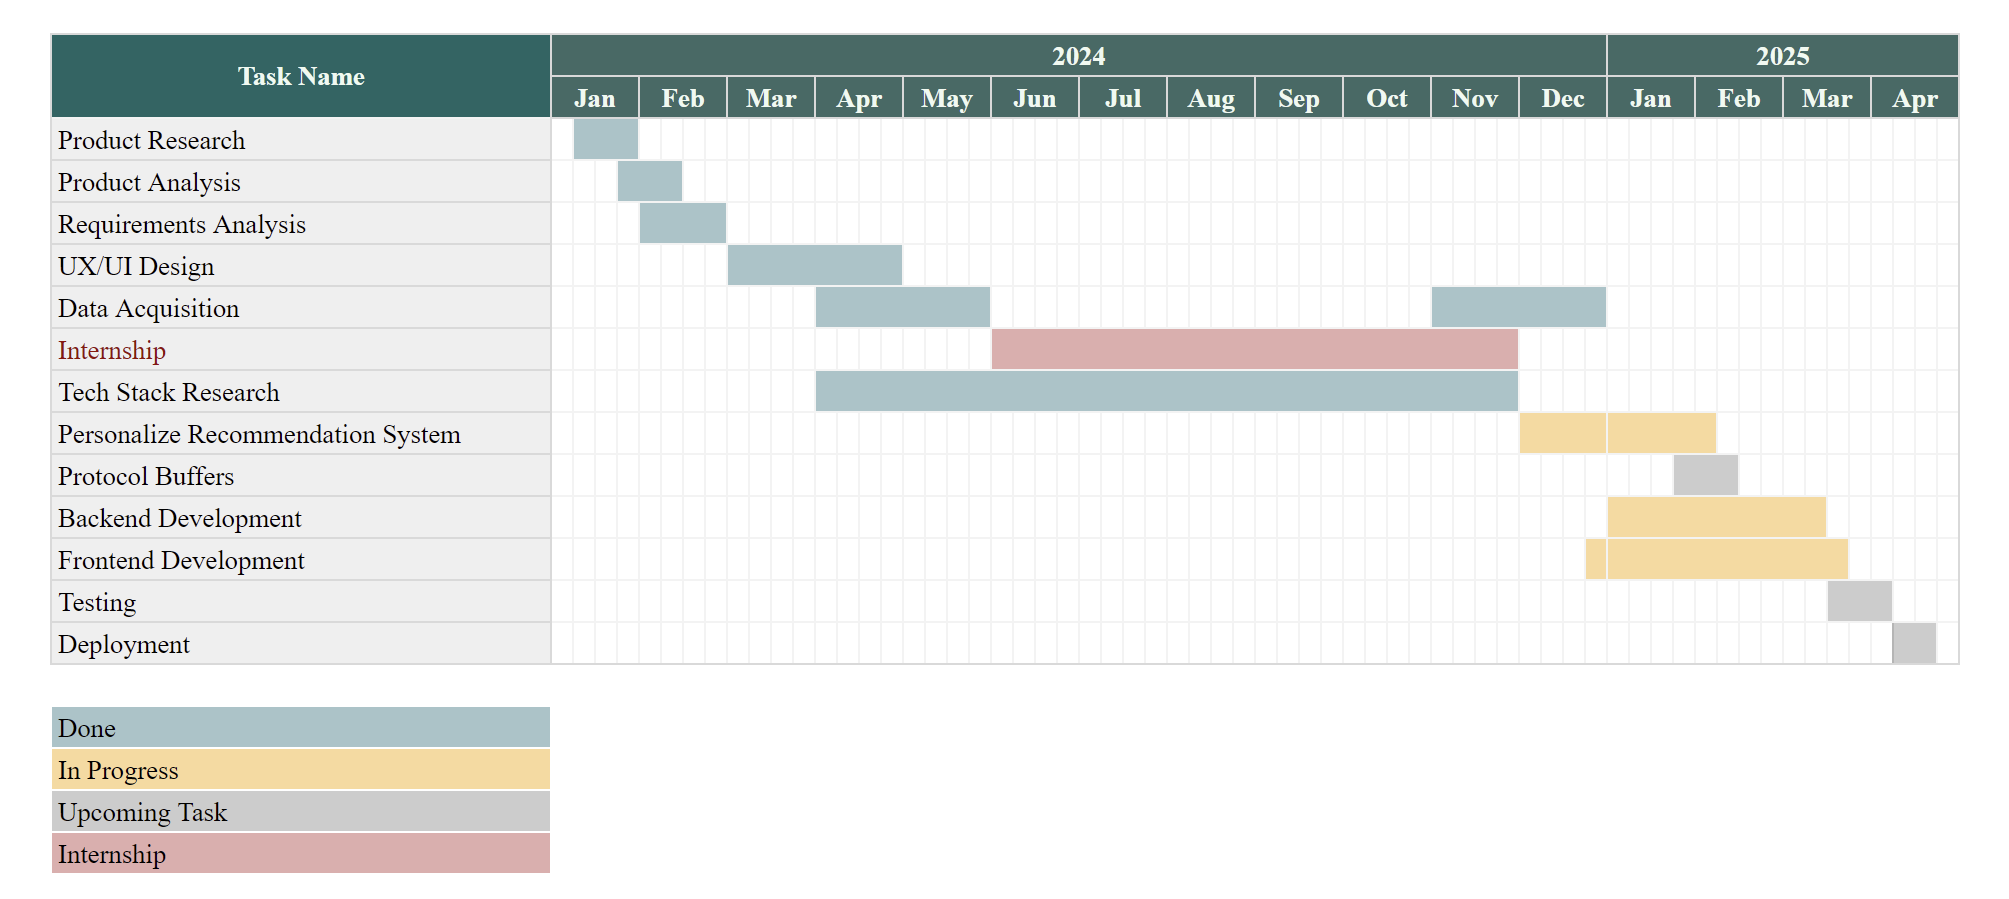 Task Name
2024
2025
Jan Feb Mar Apr May Jun Jul Aug Sep Oct Nov Dec Jan Feb Mar Apr
Product Research
Product Analysis
Requirements Analysis
UX/UI Design
Data Acquisition
Internship
Tech Stack Research
Personalize Recommendation System
Protocol Buffers
Backend Development
Frontend Development
Testing
Deployment
Done
In Progress
Upcoming Task
Internship